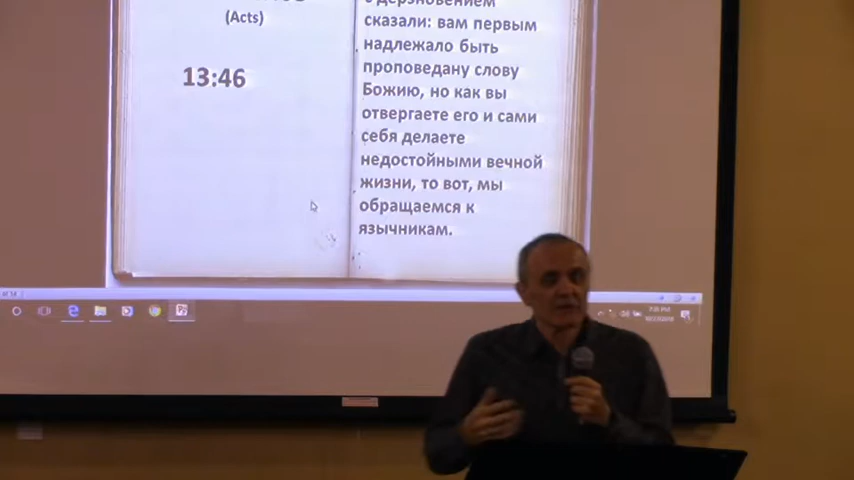 (Acts)
13:46
с дерзновением
сказали: вам первым
надлежало быть
проповедану слову
Божию, но как вы
отвергаете его и сами
себя делаете
недостойными вечной
жизни, то вот, мы
обращаемся к
язычникам.